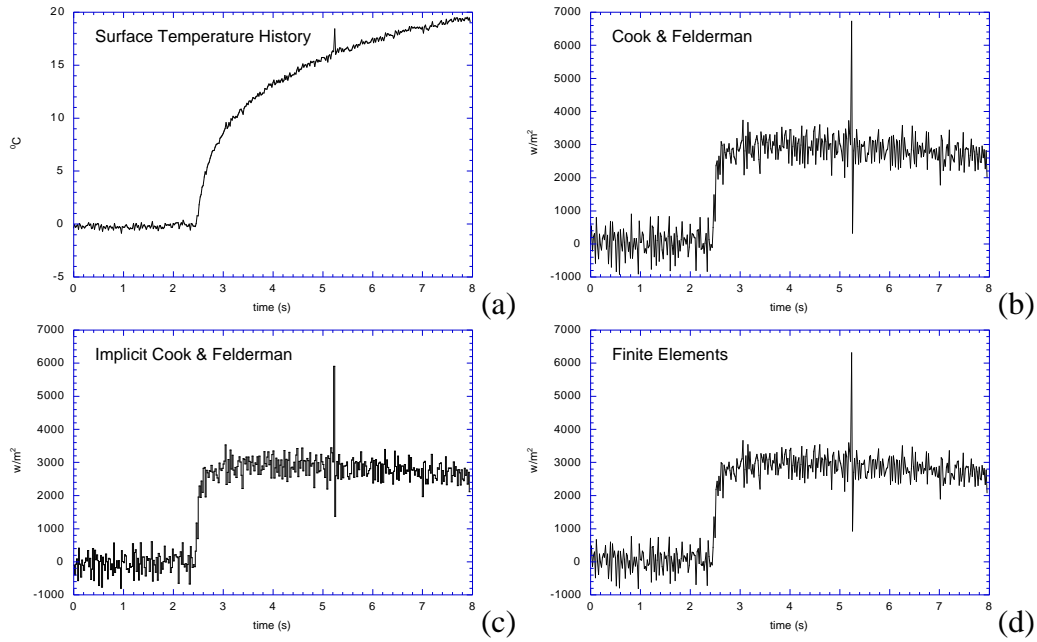 Surface Temperature History
20
15
10
5
0
-5
⁰C
0 1 2 3 4 5 6 7 8
time (s)
(a)
Cook & Felderman
7000
6000
5000
4000
3000
2000
1000
0
-1000
w/m²
0 1 2 3 4 5 6 7 8
time (s)
(b)
Implicit Cook & Felderman
7000
6000
5000
4000
3000
2000
1000
0
-1000
w/m²
0 1 2 3 4 5 6 7 8
time (s)
(c)
Finite Elements
7000
6000
5000
4000
3000
2000
1000
0
-1000
w/m²
0 1 2 3 4 5 6 7 8
time (s)
(d)